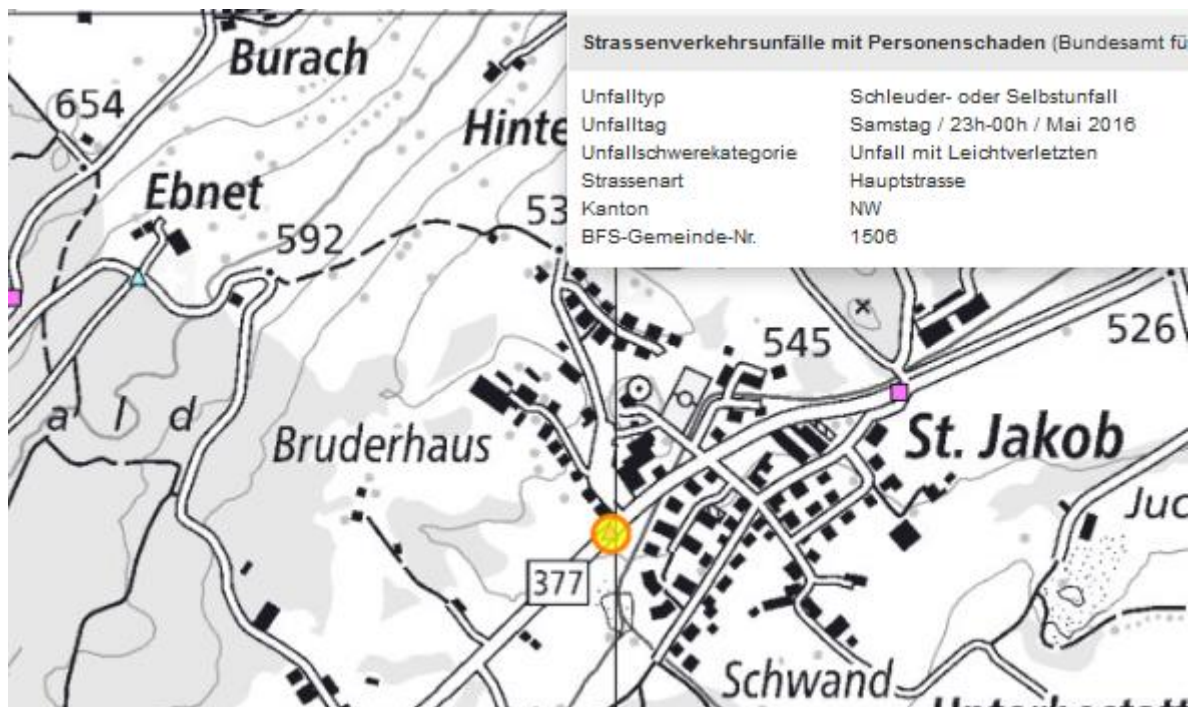 Strassenverkehrsunfälle mit Personenschaden (Bundesamt fü
Unfalltyp Schleuder- oder Selbstunfall
Unfalltag Samstag / 23h-00h / Mai 2016
Unfallschwerekategorie Unfall mit Leichtverletzten
Strassenart Hauptstrasse
Kanton NW
BFS-Gemeinde-Nr. 1506
Burach
654
Hinte
Ebnet
53
592
545
526
a l d
Bruderhaus
St. Jakob
Juc
377
Schwand